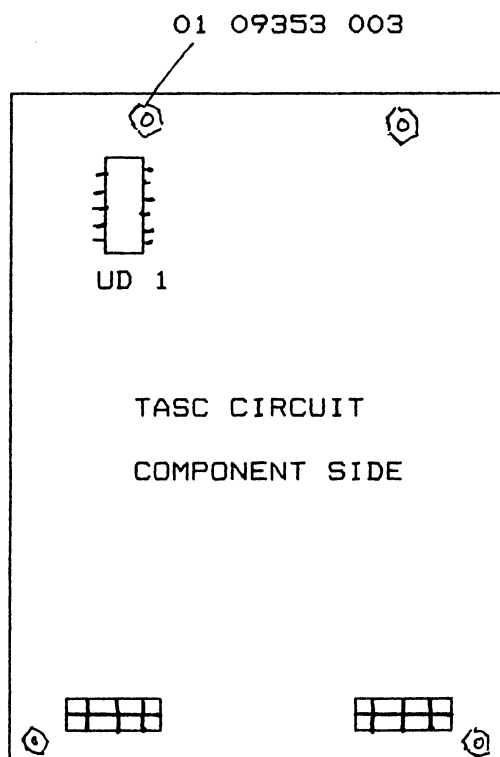 01 09353 003
UD 1
TASC CIRCUIT
COMPONENT SIDE